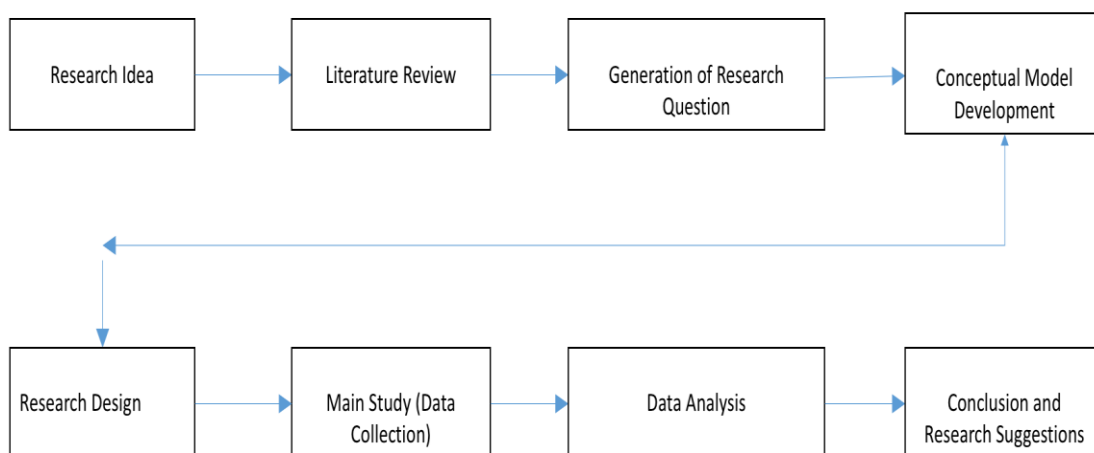 Research Idea
Literature Review
Generation of Research
Question
Conceptual Model
Development
Research Design
Main Study (Data
Collection)
Data Analysis
Conclusion and
Research Suggestions